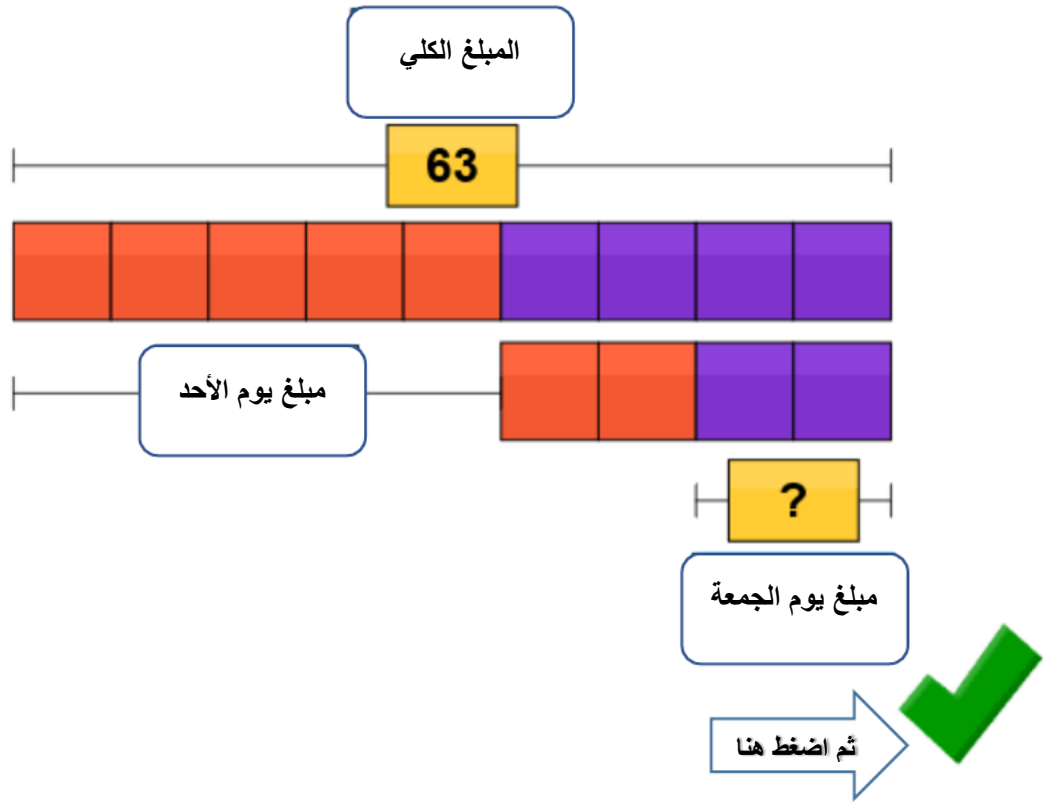 المبلغ الكلي
63
مبلغ يوم الأحد
?
مبلغ يوم الجمعة
ثم اضغط هنا